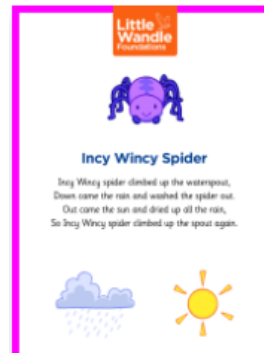 Little
Wandle
Foundations
Incy Wincy Spider
Incy Wincy spider climbed up the waterspout,
Down came the rain and washed the spider out.
Out came the sun and dried up all the rain,
So Incy Wincy spider climbed up the spout again.